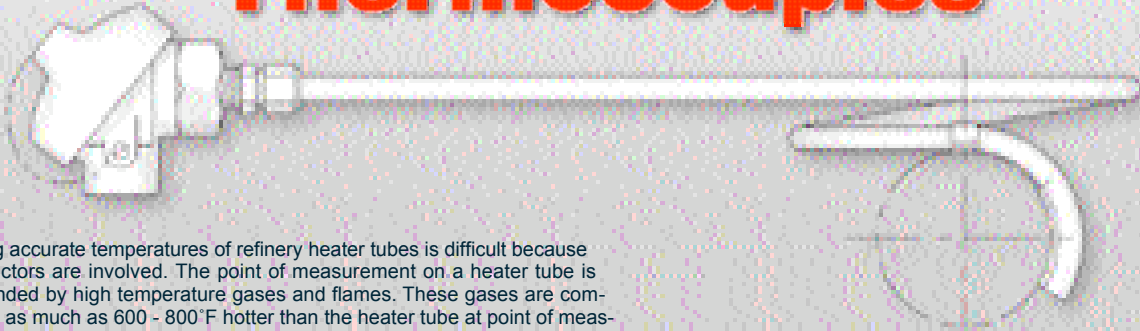 Thermocouples
g accurate temperatures of refinery heater tubes is difficult because
ctors are involved. The point of measurement on a heater tube is
nded by high temperature gases and flames. These gases are com-
as much as 600 - 800°F hotter than the heater tube at point of meas-